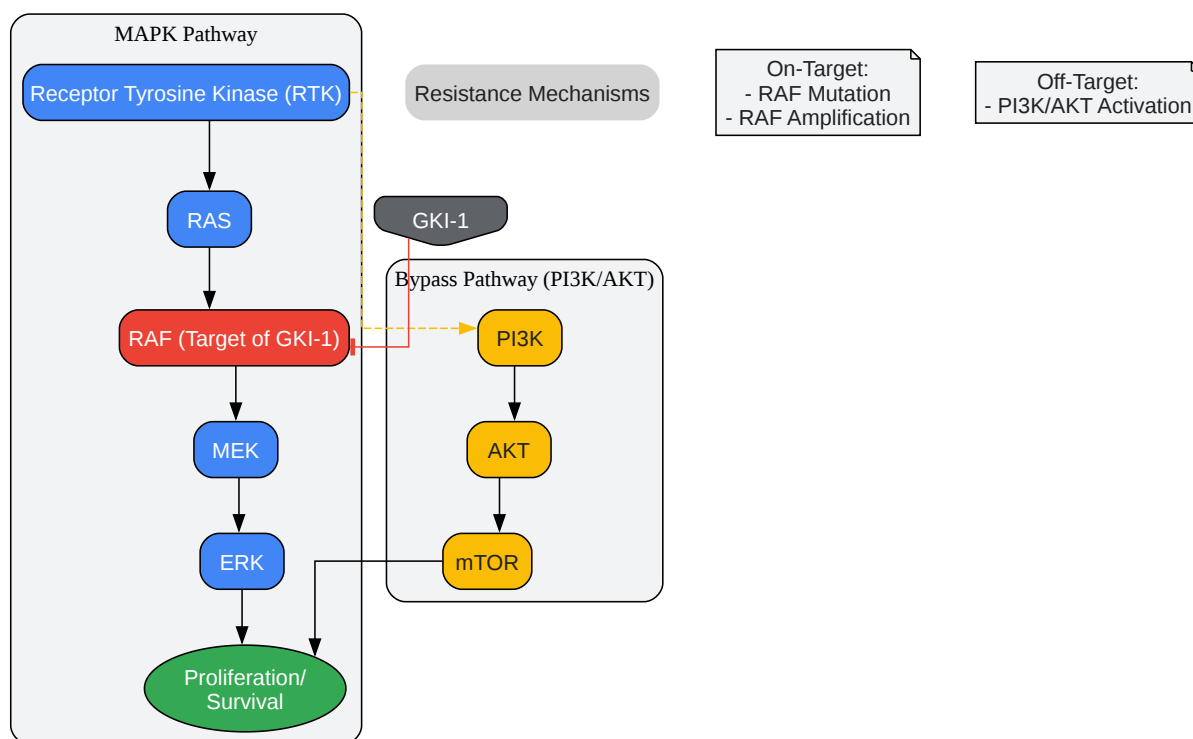 MAPK Pathway
Receptor Tyrosine Kinase (RTK)
Resistance Mechanisms
On-Target:
- RAF Mutation
- RAF Amplification
Off-Target:
- PI3K/AKT Activation
RAS
GKI-1
Bypass Pathway (PI3K/AKT)
RAF (Target of GKI-1)
PI3K
MEK
AKT
ERK
mTOR
Proliferation/
Survival